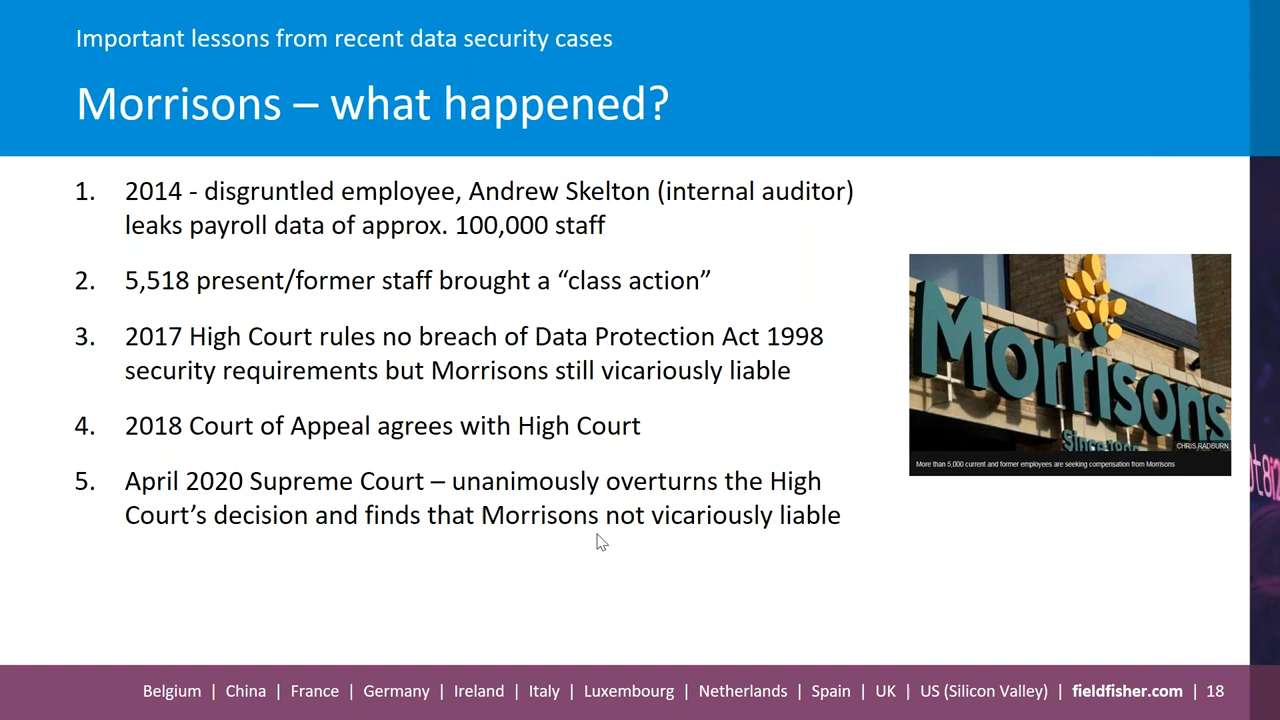 Important lessons from recent data security cases
Morrisons – what happened?
1. 2014 - disgruntled employee, Andrew Skelton (internal auditor)
leaks payroll data of approx. 100,000 staff
2. 5,518 present/former staff brought a “class action”
3. 2017 High Court rules no breach of Data Protection Act 1998
security requirements but Morrisons still vicariously liable
4. 2018 Court of Appeal agrees with High Court
5. April 2020 Supreme Court – unanimously overturns the High
Court’s decision and finds that Morrisons not vicariously liable
Morrisons
Since
CHRIS RADBURN
More than 5,000 current and former employees are seeking compensation from Morrisons
Belgium | China | France | Germany | Ireland | Italy | Luxembourg | Netherlands | Spain | UK | US (Silicon Valley) | fieldfisher.com | 18